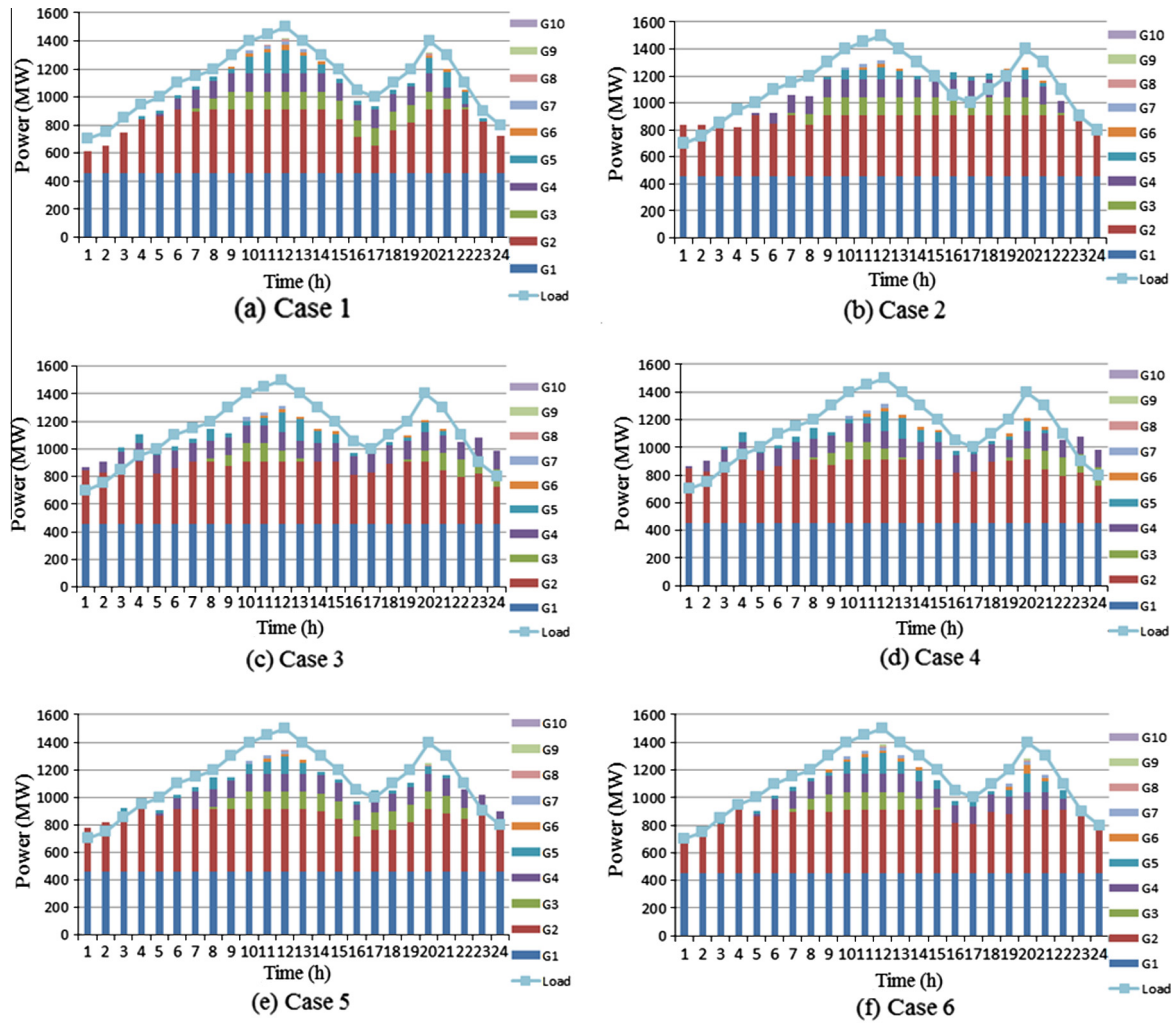 1600
1400
1200
1000
800
600
400
200
0
Power (MW)
1 2 3 4 5 6 7 8 9 10 11 12 13 14 15 16 17 18 19 20 21 22 23 24
Time (h)
G10
G9
G8
G7
G6
G5
G4
G3
G2
G1
Load
(a) Case 1
1600
1400
1200
1000
800
600
400
200
0
Power (MW)
1 2 3 4 5 6 7 8 9 10 11 12 13 14 15 16 17 18 19 20 21 22 23 24
Time (h)
G10
G9
G8
G7
G6
G5
G4
G3
G2
G1
Load
(b) Case 2
1600
1400
1200
1000
800
600
400
200
0
Power (MW)
1 2 3 4 5 6 7 8 9 10 11 12 13 14 15 16 17 18 19 20 21 22 23 24
Time (h)
G10
G9
G8
G7
G6
G5
G4
G3
G2
G1
Load
(c) Case 3
1600
1400
1200
1000
800
600
400
200
0
Power (MW)
1 2 3 4 5 6 7 8 9 10 11 12 13 14 15 16 17 18 19 20 21 22 23 24
Time (h)
G10
G9
G8
G7
G6
G5
G4
G3
G2
G1
Load
(d) Case 4
1600
1400
1200
1000
800
600
400
200
0
Power (MW)
1 2 3 4 5 6 7 8 9 10 11 12 13 14 15 16 17 18 19 20 21 22 23 24
Time (h)
G10
G9
G8
G7
G6
G5
G4
G3
G2
G1
Load
(e) Case 5
1600
1400
1200
1000
800
600
400
200
0
Power (MW)
1 2 3 4 5 6 7 8 9 10 11 12 13 14 15 16 17 18 19 20 21 22 23 24
Time (h)
G10
G9
G8
G7
G6
G5
G4
G3
G2
G1
Load
(f) Case 6